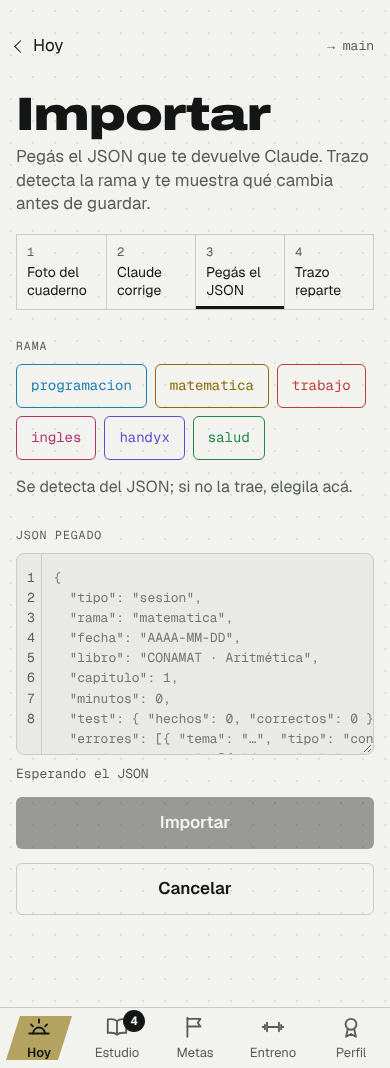 Hoy
→ main
Importar
Pegás el JSON que te devuelve Claude. Trazo
detecta la rama y te muestra qué cambia
antes de guardar.
1
Foto del
cuaderno
2
Claude
corrige
3
Pegás el
JSON
4
Trazo
reparte
RAMA
programacion
matematica
trabajo
ingles
handyx
salud
Se detecta del JSON; si no la trae, elegila acá.
JSON PEGADO
1 {
2 "tipo": "sesion",
3 "rama": "matematica",
4 "fecha": "AAAA-MM-DD",
5 "libro": "CONAMAT · Aritmética",
6 "capitulo": 1,
7 "minutos": 0,
8 "test": { "hechos": 0, "correctos": 0 }
"errores": [{ "tema": "…", "tipo": "con
Esperando el JSON
Importar
Cancelar
Hoy
Estudio
4
Metas
Entreno
Perfil